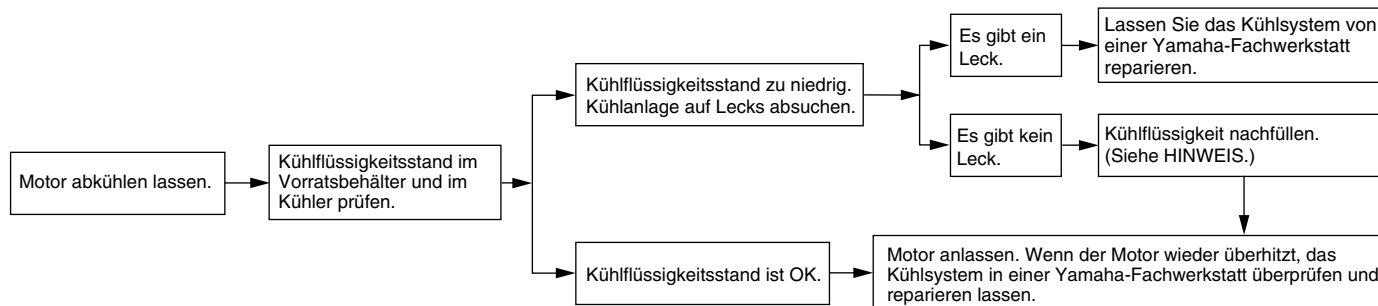 Motor abkühlen lassen.
Kühlflüssigkeitsstand im
Vorratsbehälter und im
Kühler prüfen.
Kühlflüssigkeitsstand zu niedrig.
Kühlanlage auf Lecks absuchen.
Es gibt ein
Leck.
Lassen Sie das Kühlsystem von
einer Yamaha-Fachwerkstatt
reparieren.
Es gibt kein
Leck.
Kühlflüssigkeit nachfüllen.
(Siehe HINWEIS.)
Kühlflüssigkeitsstand ist OK.
Motor anlassen. Wenn der Motor wieder überhitzt, das
Kühlsystem in einer Yamaha-Fachwerkstatt überprüfen und
reparieren lassen.